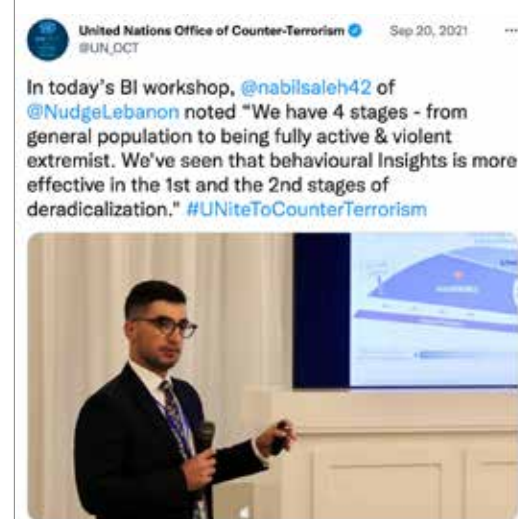 United Nations Office of Counter-Terrorism
Sep 20, 2021
@UN_OCT
In today's BI workshop, @nabilsaleh42 of
@NudgeLebanon noted “We have 4 stages - from
general population to being fully active & violent
extremist. We've seen that behavioural Insights is more
effective in the 1st and the 2nd stages of
deradicalization." #UNiteToCounterTerrorism